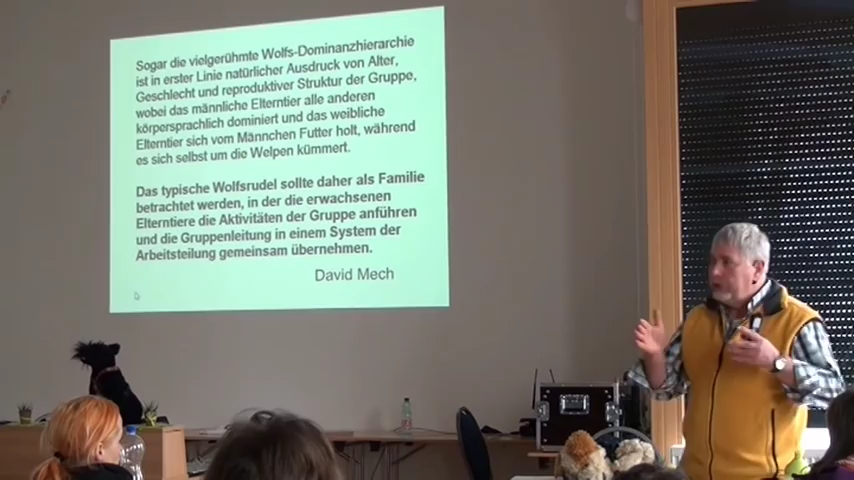 Sogar die vielgerühmte Wolfs-Dominanzhierarchie
ist in erster Linie natürlicher Ausdruck von Alter,
Geschlecht und reproduktiver Struktur der Gruppe,
wobei das männliche Elterntier alle anderen
körpersprachlich dominiert und das weibliche
Elterntier sich vom Männchen Futter holt, während
es sich selbst um die Welpen kümmert.
Das typische Wolfsrudel sollte daher als Familie
betrachtet werden, in der die erwachsenen
Elterntiere die Aktivitäten der Gruppe anführen
und die Gruppenleitung in einem System der
Arbeitsteilung gemeinsam übernehmen.
David Mech